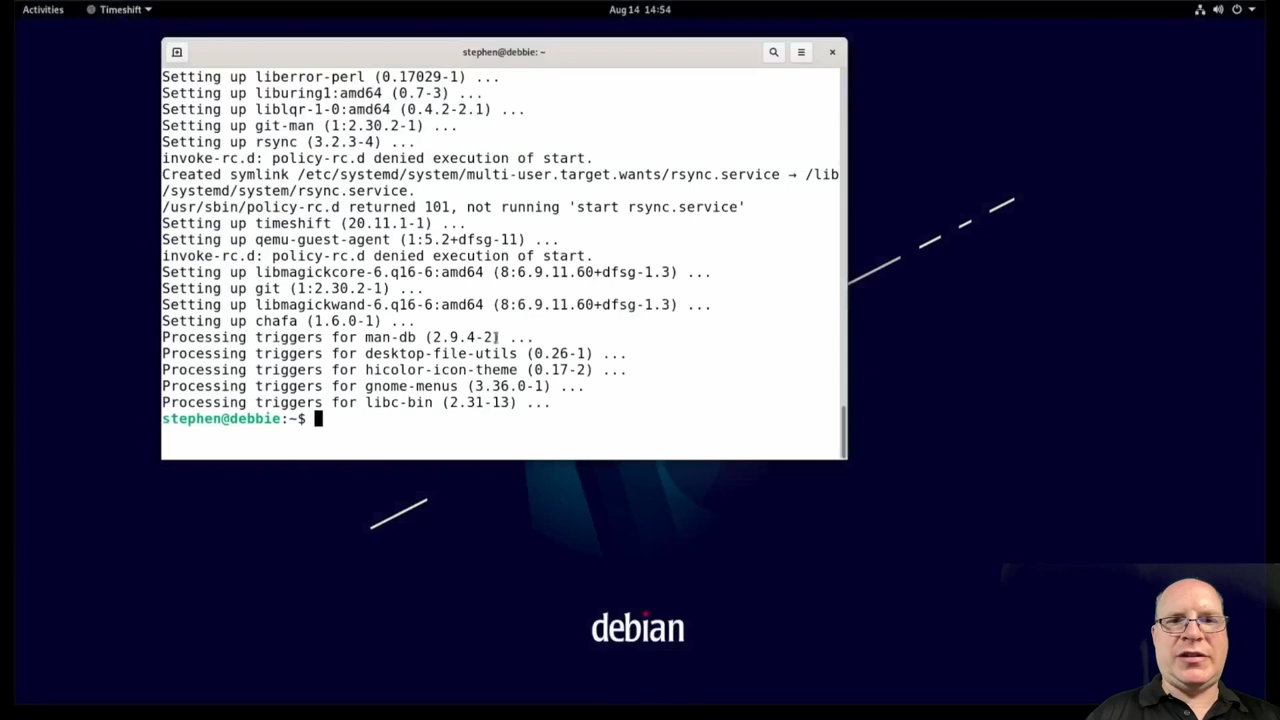 Activities
Timeshift
Aug 14 14:54
stephen@debbie: ~
Setting up liberror-perl (0.17029-1) ...
Setting up liburing1:amd64 (0.7-3) ...
Setting up liblqr-1-0:amd64 (0.4.2-2.1) ...
Setting up git-man (1:2.30.2-1) ...
Setting up rsync (3.2.3-4) ...
invoke-rc.d: policy-rc.d denied execution of start.
Created symlink /etc/systemd/system/multi-user.target.wants/rsync.service → /lib
/systemd/system/rsync.service.
/usr/sbin/policy-rc.d returned 101, not running 'start rsync.service'
Setting up timeshift (20.11.1-1) ...
Setting up qemu-guest-agent (1:5.2+dfsg-11) ...
invoke-rc.d: policy-rc.d denied execution of start.
Setting up libmagickcore-6.q16-6:amd64 (8:6.9.11.60+dfsg-1.3) ...
Setting up git (1:2.30.2-1) ...
Setting up libmagickwand-6.q16-6:amd64 (8:6.9.11.60+dfsg-1.3) ...
Setting up chafa (1.6.0-1) ...
Processing triggers for man-db (2.9.4-2) ...
Processing triggers for desktop-file-utils (0.26-1) ...
Processing triggers for hicolor-icon-theme (0.17-2) ...
Processing triggers for gnome-menus (3.36.0-1) ...
Processing triggers for libc-bin (2.31-13) ...
stephen@debbie:~$
debian